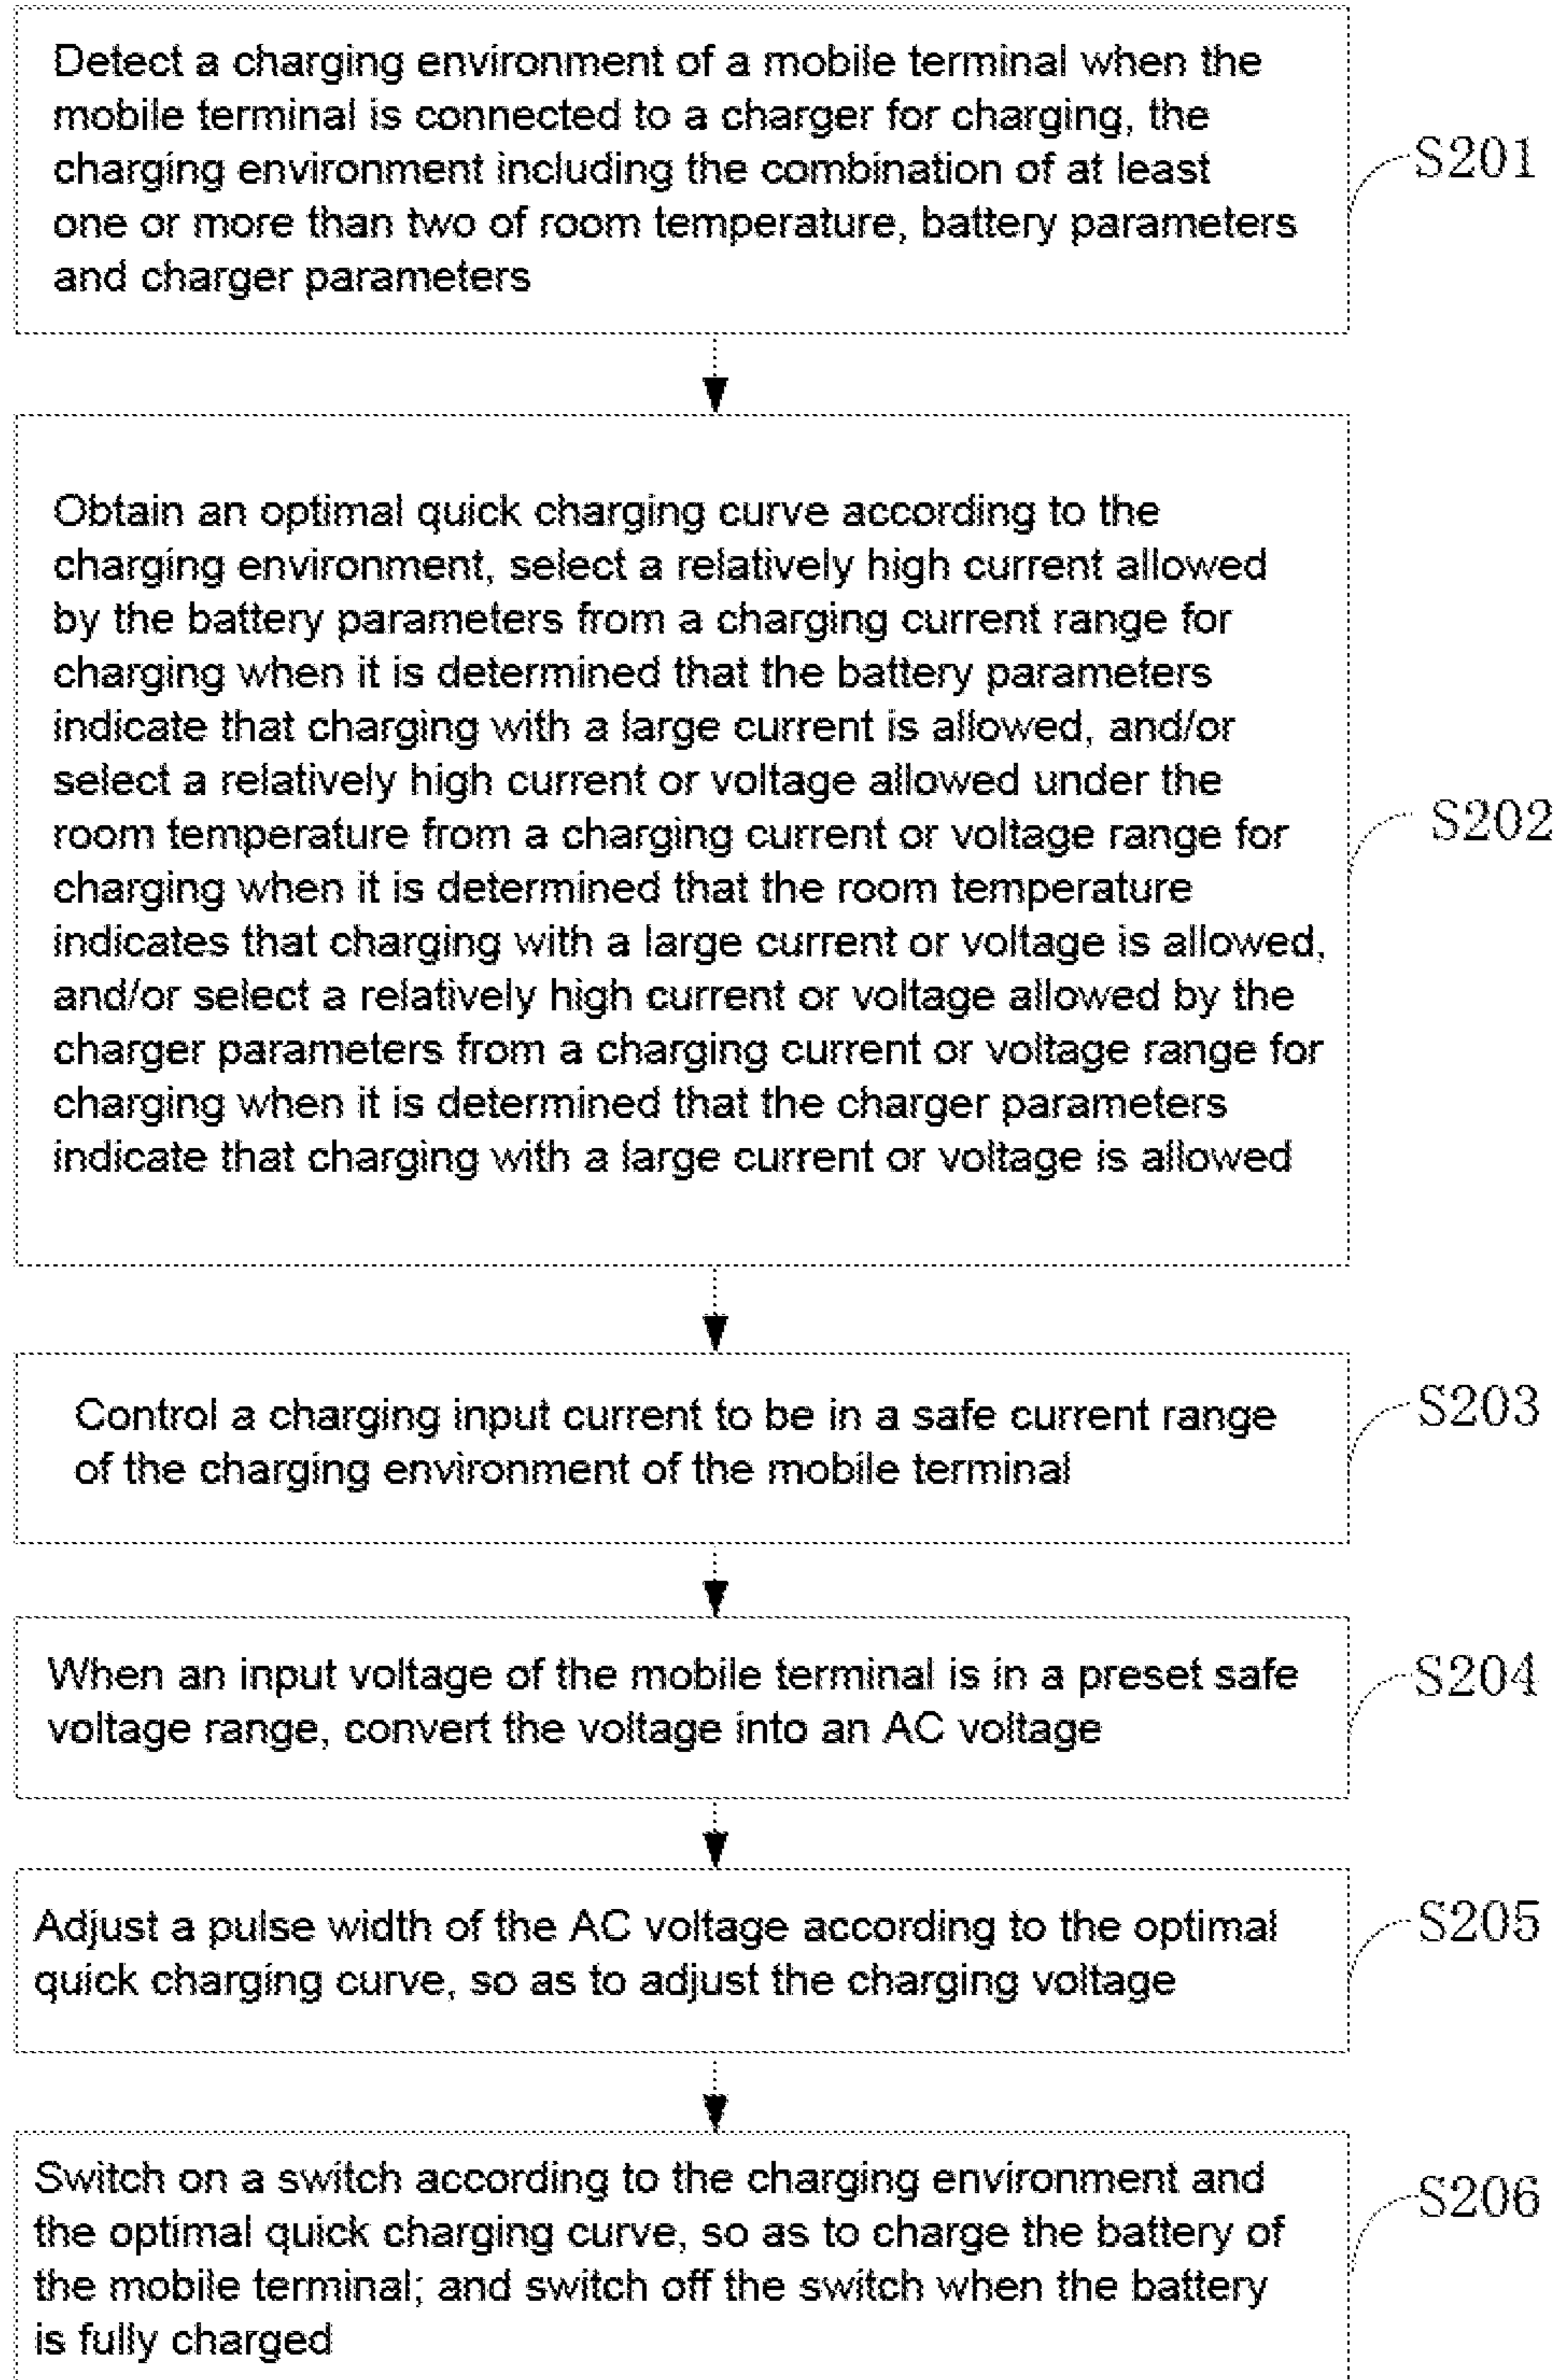 Detect a charging environment of a mobile terminal when the
mobile terminal is connected to a charger for charging, the
charging environment including the combination of at least
one or more than two of room temperature, battery parameters
and charger parameters
S201
Obtain an optimal quick charging curve according to the
charging environment, select a relatively high current allowed
by the battery parameters from a charging current range for
charging when it is determined that the battery parameters
indicate that charging with a large current is allowed, and/or
select a relatively high current or voltage allowed under the
room temperature from a charging current or voltage range for
charging when it is determined that the room temperature
indicates that charging with a large current or voltage is allowed,
and/or select a relatively high current or voltage allowed by the
charger parameters from a charging current or voltage range for
charging when it is determined that the charger parameters
indicate that charging with a large current or voltage is allowed
S202
Control a charging input current to be in a safe current range
of the charging environment of the mobile terminal
S203
When an input voltage of the mobile terminal is in a preset safe
voltage range, convert the voltage into an AC voltage
S204
Adjust a pulse width of the AC voltage according to the optimal
quick charging curve, so as to adjust the charging voltage
S205
Switch on a switch according to the charging environment and
the optimal quick charging curve, so as to charge the battery of
the mobile terminal; and switch off the switch when the battery
is fully charged
S206